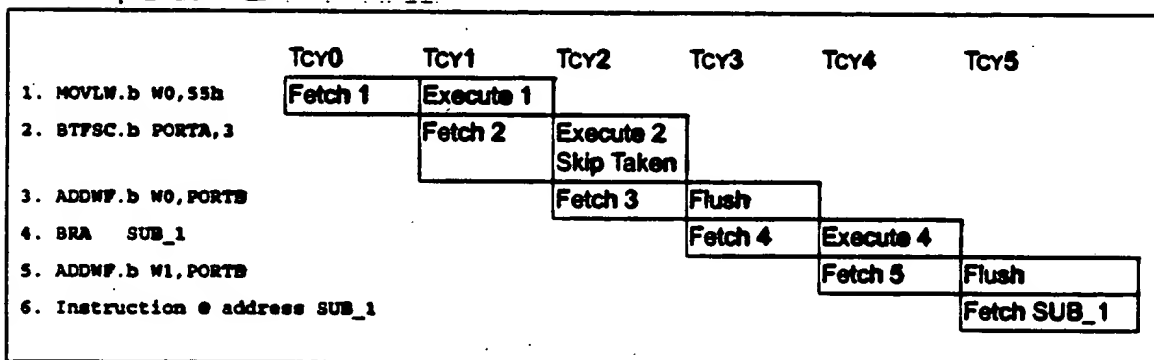 TCY0 TCY1 TCY2 TCY3 TCY4 TCY5
1. MOVLW.b W0,55h Fetch 1 Execute 1
2. BTFSC.b PORTA,3 Fetch 2 Execute 2
Skip Taken
3. ADDWF.b W0,PORTB Fetch 3 Flush
4. BRA SUB_1 Fetch 4 Execute 4
5. ADDWF.b W1,PORTB Fetch 5 Flush
6. Instruction @ address SUB_1 Fetch SUB_1